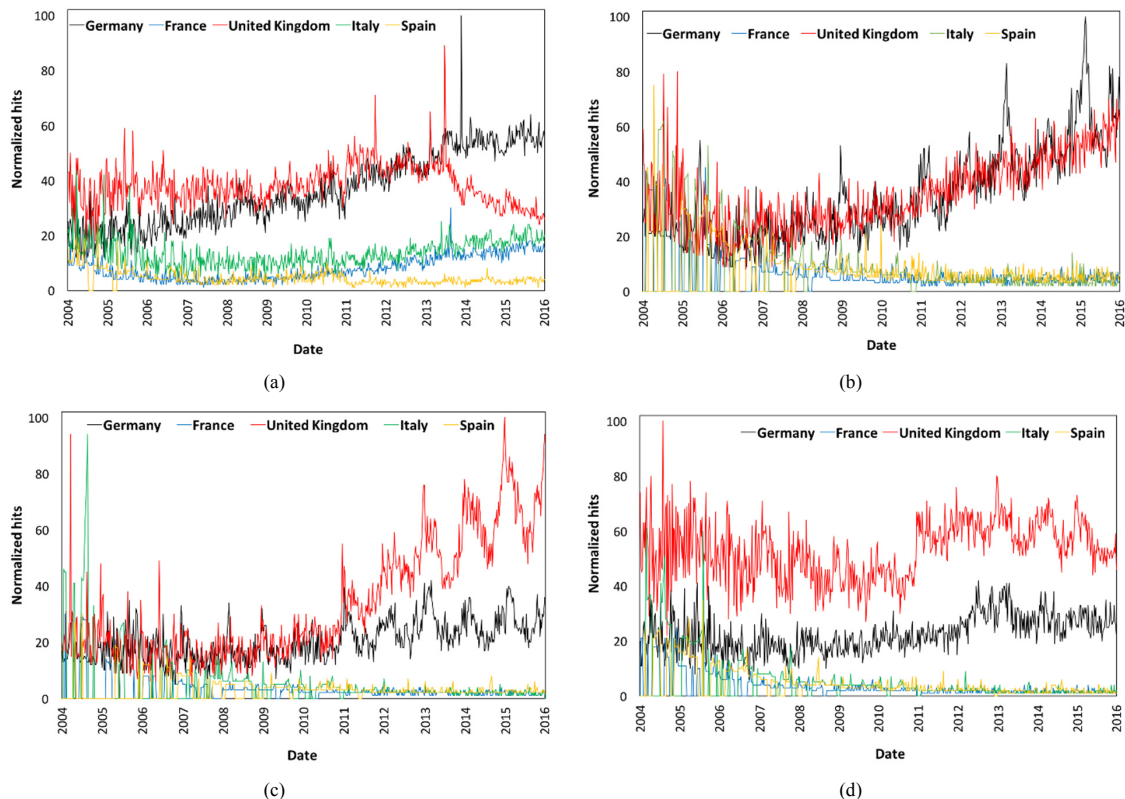 Germany France United Kingdom Italy Spain
Normalized hits
100
80
60
40
20
0
2004 2005 2006 2007 2008 2009 2010 2011 2012 2013 2014 2015 2016
Date
(a)
Germany France United Kingdom Italy Spain
Normalized hits
100
80
60
40
20
0
2004 2005 2006 2007 2008 2009 2010 2011 2012 2013 2014 2015 2016
Date
(b)
Germany France United Kingdom Italy Spain
Normalized hits
100
80
60
40
20
0
2004 2005 2006 2007 2008 2009 2010 2011 2012 2013 2014 2015 2016
Date
(c)
Germany France United Kingdom Italy Spain
Normalized hits
100
80
60
40
20
0
2004 2005 2006 2007 2008 2009 2010 2011 2012 2013 2014 2015 2016
Date
(d)